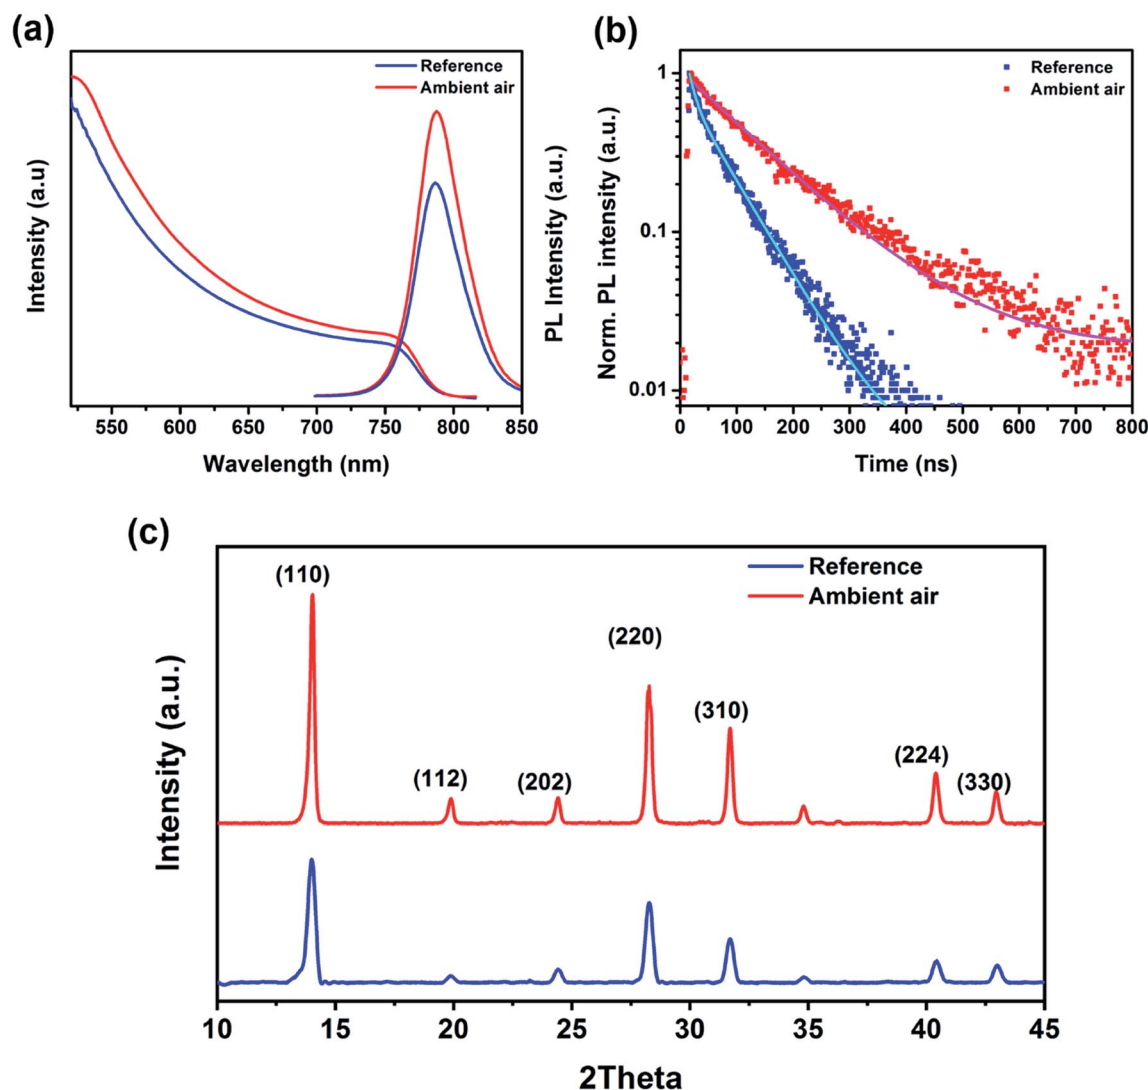 (a)
Reference
Ambient air
Intensity (a.u)
PL Intensity (a.u.)
550 600 650 700 750 800 850
Wavelength (nm)
(b)
Reference
Ambient air
Norm. PL intensity (a.u.)
1
0.1
0.01
0 100 200 300 400 500 600 700 800
Time (ns)
(c)
Reference
Ambient air
Intensity (a.u.)
(110)
(112)
(202)
(220)
(310)
(224)
(330)
10 15 20 25 30 35 40 45
2Theta